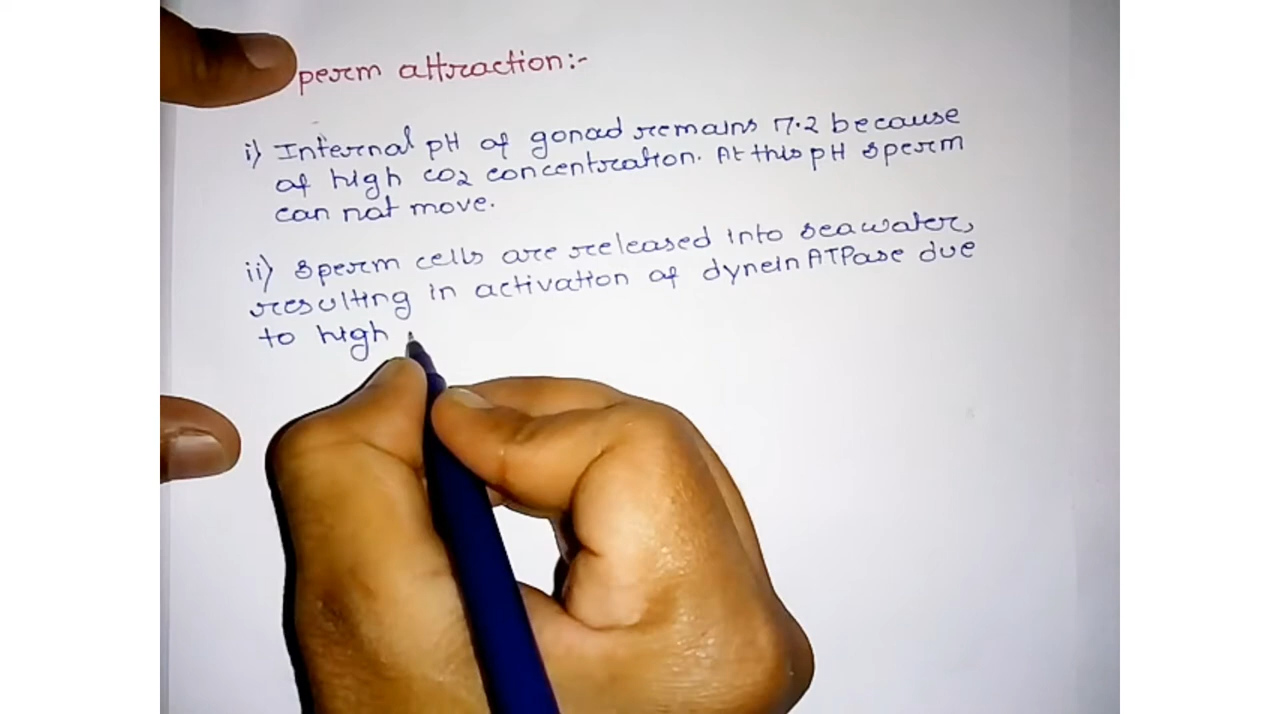 perm attraction:-
i) Internal pH of gonad remains 7.2 because
of high CO2 concentration. At this pH sperm
can not move.
ii) Sperm cells are released into seawater,
resulting in activation of dynein ATPase due
to high